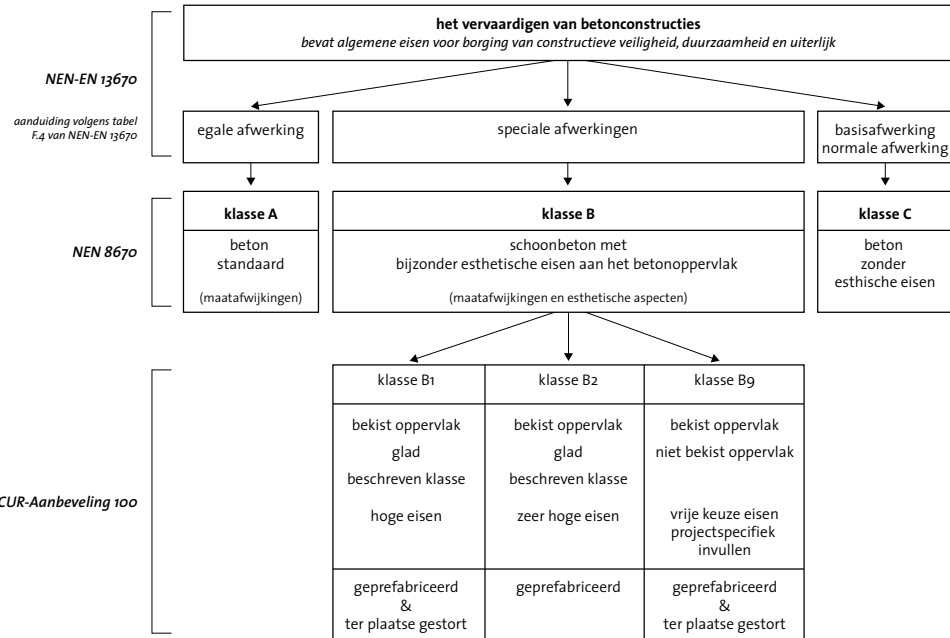 het vervaardigen van betonconstructies
bevat algemene eisen voor borging van constructieve veiligheid, duurzaamheid en uiterlijk
NEN-EN 13670
aanduiding volgens tabel
F.4 van NEN-EN 13670
egale afwerking
speciale afwerkingen
basisafwerking
normale afwerking
NEN 8670
klasse A
beton
standaard
(maatafwijkingen)
klasse B
schoonbeton met
bijzonder esthetische eisen aan het betonoppervlak
(maatafwijkingen en esthetische aspecten)
klasse C
beton
zonder
esthische eisen
CUR-Aanbeveling 100
klasse B1
bekist oppervlak
glad
beschreven klasse
hoge eisen
geprefabriceerd
&
ter plaatse gestort
klasse B2
bekist oppervlak
glad
beschreven klasse
zeer hoge eisen
geprefabriceerd
klasse B9
bekist oppervlak
niet bekist oppervlak
vrije keuze eisen
projectspecifiek
invullen
geprefabriceerd
&
ter plaatse gestort